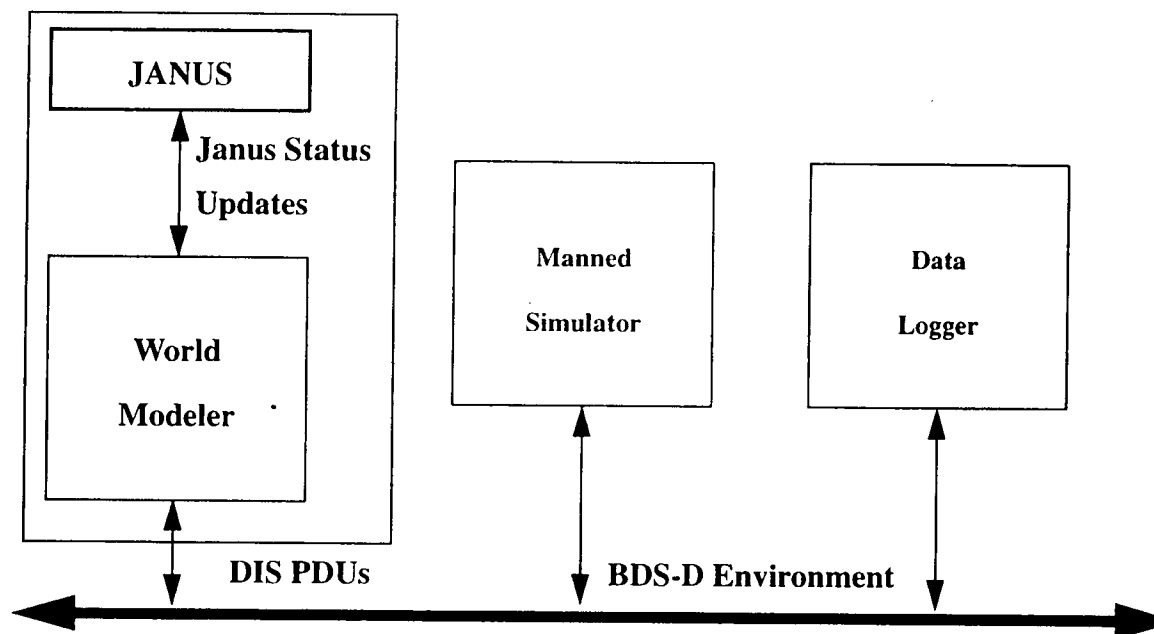 JANUS
Janus Status
Updates
World
Modeler
Manned
Simulator
Data
Logger
DIS PDUs
BDS-D Environment